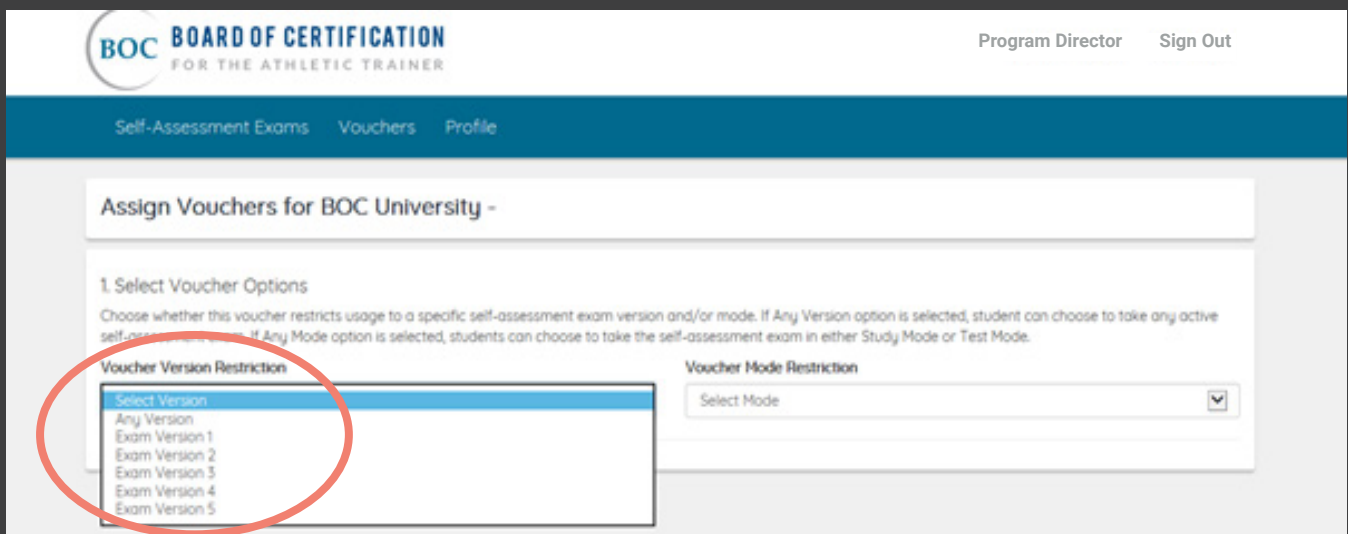 BOC BOARD OF CERTIFICATION
FOR THE ATHLETIC TRAINER
Program Director Sign Out
Self-Assessment Exams Vouchers Profile
Assign Vouchers for BOC University -
1. Select Voucher Options
Choose whether this voucher restricts usage to a specific self-assessment exam version and/or mode. If Any Version option is selected, student can choose to take any active
If Any Mode option is selected, students can choose to take the self-assessment exam in either Study Mode or Test Mode.
Voucher Version Restriction
Voucher Mode Restriction
Select Version
Select Mode
Any Version
Exam Version 1
Exam Version 2
Exam Version 3
Exam Version 4
Exam Version 5